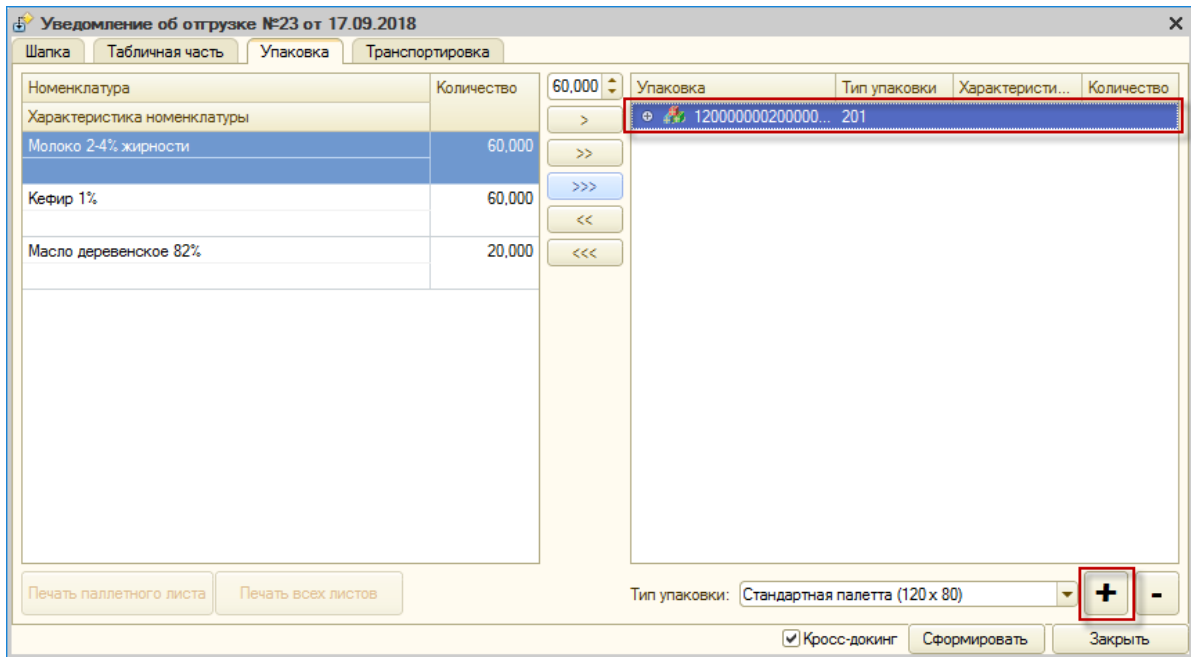 Уведомление об отгрузке №23 от 17.09.2018
Шапка Табличная часть Упаковка Транспортировка
Номенклатура Количество 60,000 Упаковка Тип упаковки Характеристи... Количество
Характеристика номенклатуры > 120000000200000... 201
Молоко 2-4% жирности 60,000 >>
>>>
Кефир 1% 60,000
<<
Масло деревенское 82% 20,000 <<<
Печать паллетного листа Печать всех листов Тип упаковки: Стандартная палетта (120 x 80) + -
Кросс-докинг Сформировать Закрыть